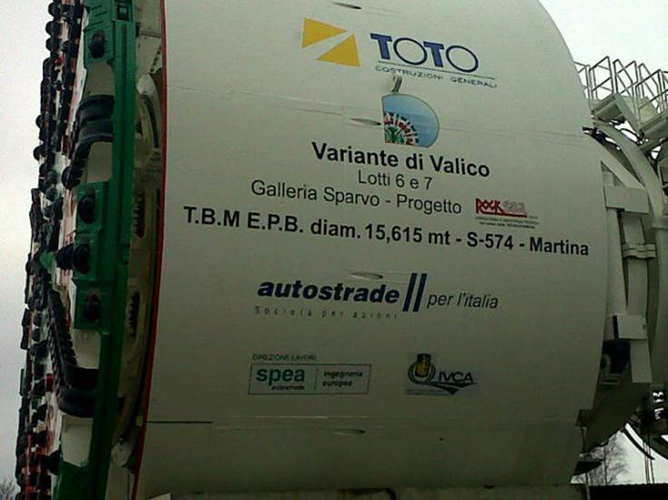 TOTO
COSTRUZIONI GENERALI
Variante di Valico
Lotti 6 e 7
Galleria Sparvo - Progetto ROCK
T.B.M E.P.B. diam. 15,615 mt - S-574 - Martina
autostrade// per l'italia
Società per azioni
DIREZIONE LAVORI
spea ingegneria
autostrade europea
IVCA